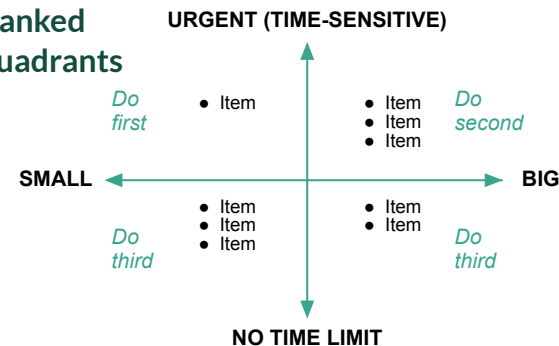 anked
uadrants
URGENT (TIME-SENSITIVE)
Do
first
● Item
● Item
● Item
● Item
Do
second
SMALL
BIG
Do
third
● Item
● Item
● Item
● Item
● Item
Do
third
NO TIME LIMIT